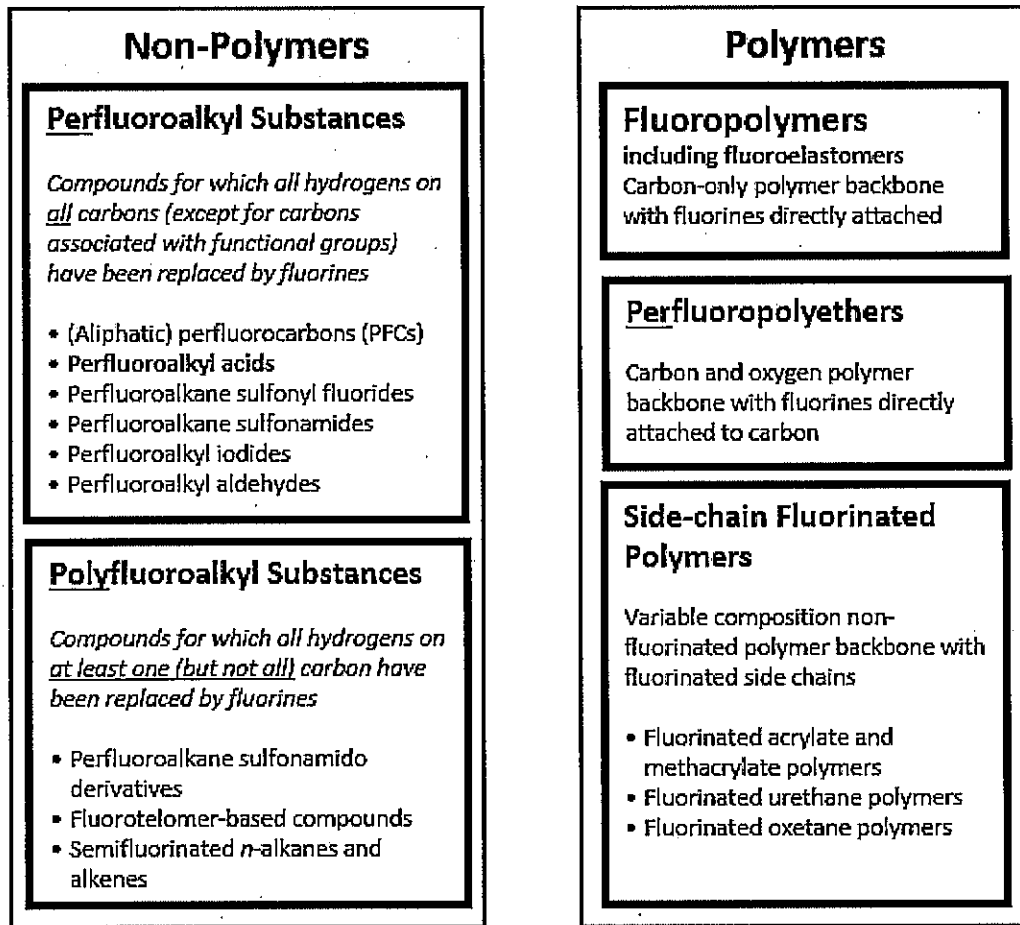 Non-Polymers
Perfluoroalkyl Substances
Compounds for which all hydrogens on
all carbons (except for carbons
associated with functional groups)
have been replaced by fluorines
• (Aliphatic) perfluorocarbons (PFCs)
• Perfluoroalkyl acids
• Perfluoroalkane sulfonyl fluorides
• Perfluoroalkane sulfonamides
• Perfluoroalkyl iodides
• Perfluoroalkyl aldehydes
Polyfluoroalkyl Substances
Compounds for which all hydrogens on
at least one (but not all) carbon have
been replaced by fluorines
• Perfluoroalkane sulfonamido
derivatives
• Fluorotelomer-based compounds
• Semifluorinated n-alkanes and
alkenes
Polymers
Fluoropolymers
including fluoroelastomers
Carbon-only polymer backbone
with fluorines directly attached
Perfluoropolyethers
Carbon and oxygen polymer
backbone with fluorines directly
attached to carbon
Side-chain Fluorinated
Polymers
Variable composition non-
fluorinated polymer backbone with
fluorinated side chains
• Fluorinated acrylate and
methacrylate polymers
• Fluorinated urethane polymers
• Fluorinated oxetane polymers